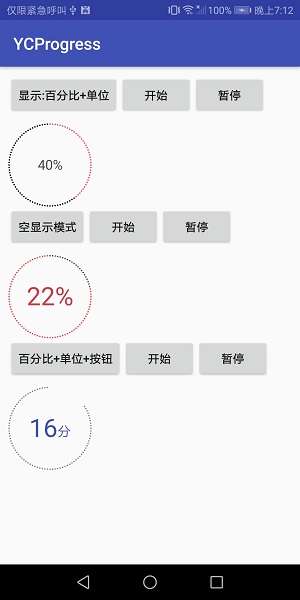 仅限紧急呼叫 100% 晚上7:12
YCProgress
显示:百分比+单位 开始 暂停
40%
空显示模式 开始 暂停
22%
百分比+单位+按钮 开始 暂停
16分